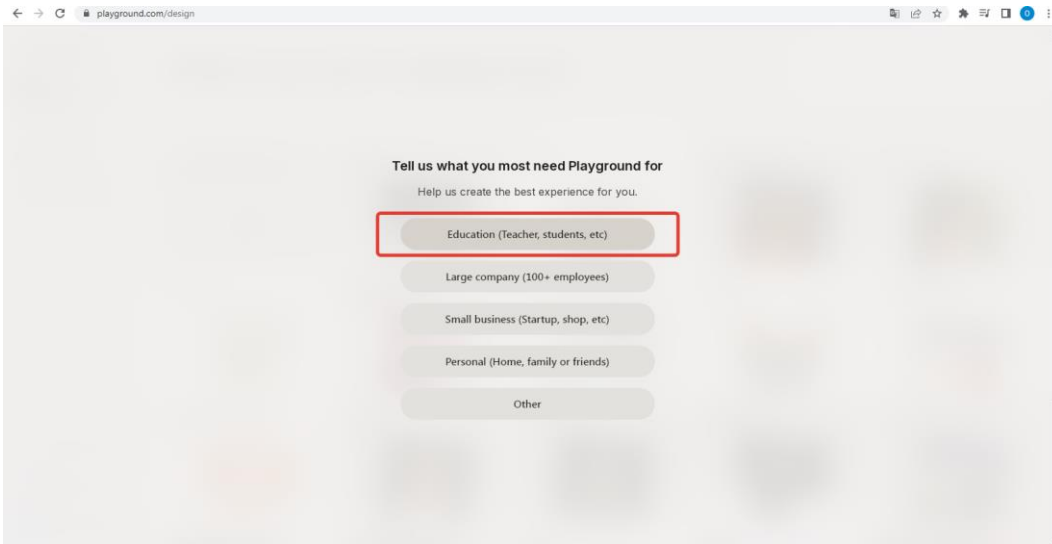 playground.com/design
Tell us what you most need Playground for
Help us create the best experience for you.
Education (Teacher, students, etc)
Large company (100+ employees)
Small business (Startup, shop, etc)
Personal (Home, family or friends)
Other